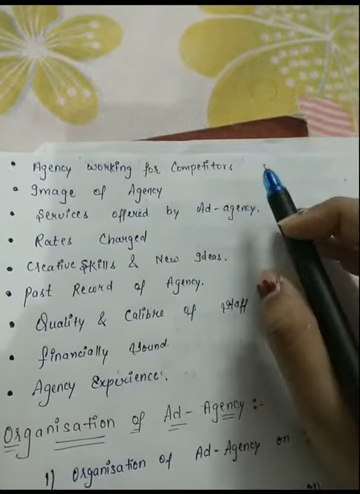 • Agency working for Competitors
• Image of Agency
• Services offered by Ad-agency.
• Rates Charged
• Creative Skills & New Ideas.
• Past Record of Agency.
• Quality & Calibre of Staff
• Financially Sound.
• Agency Experience.
Organisation of Ad-Agency :-
1) Organisation of Ad-Agency on
on